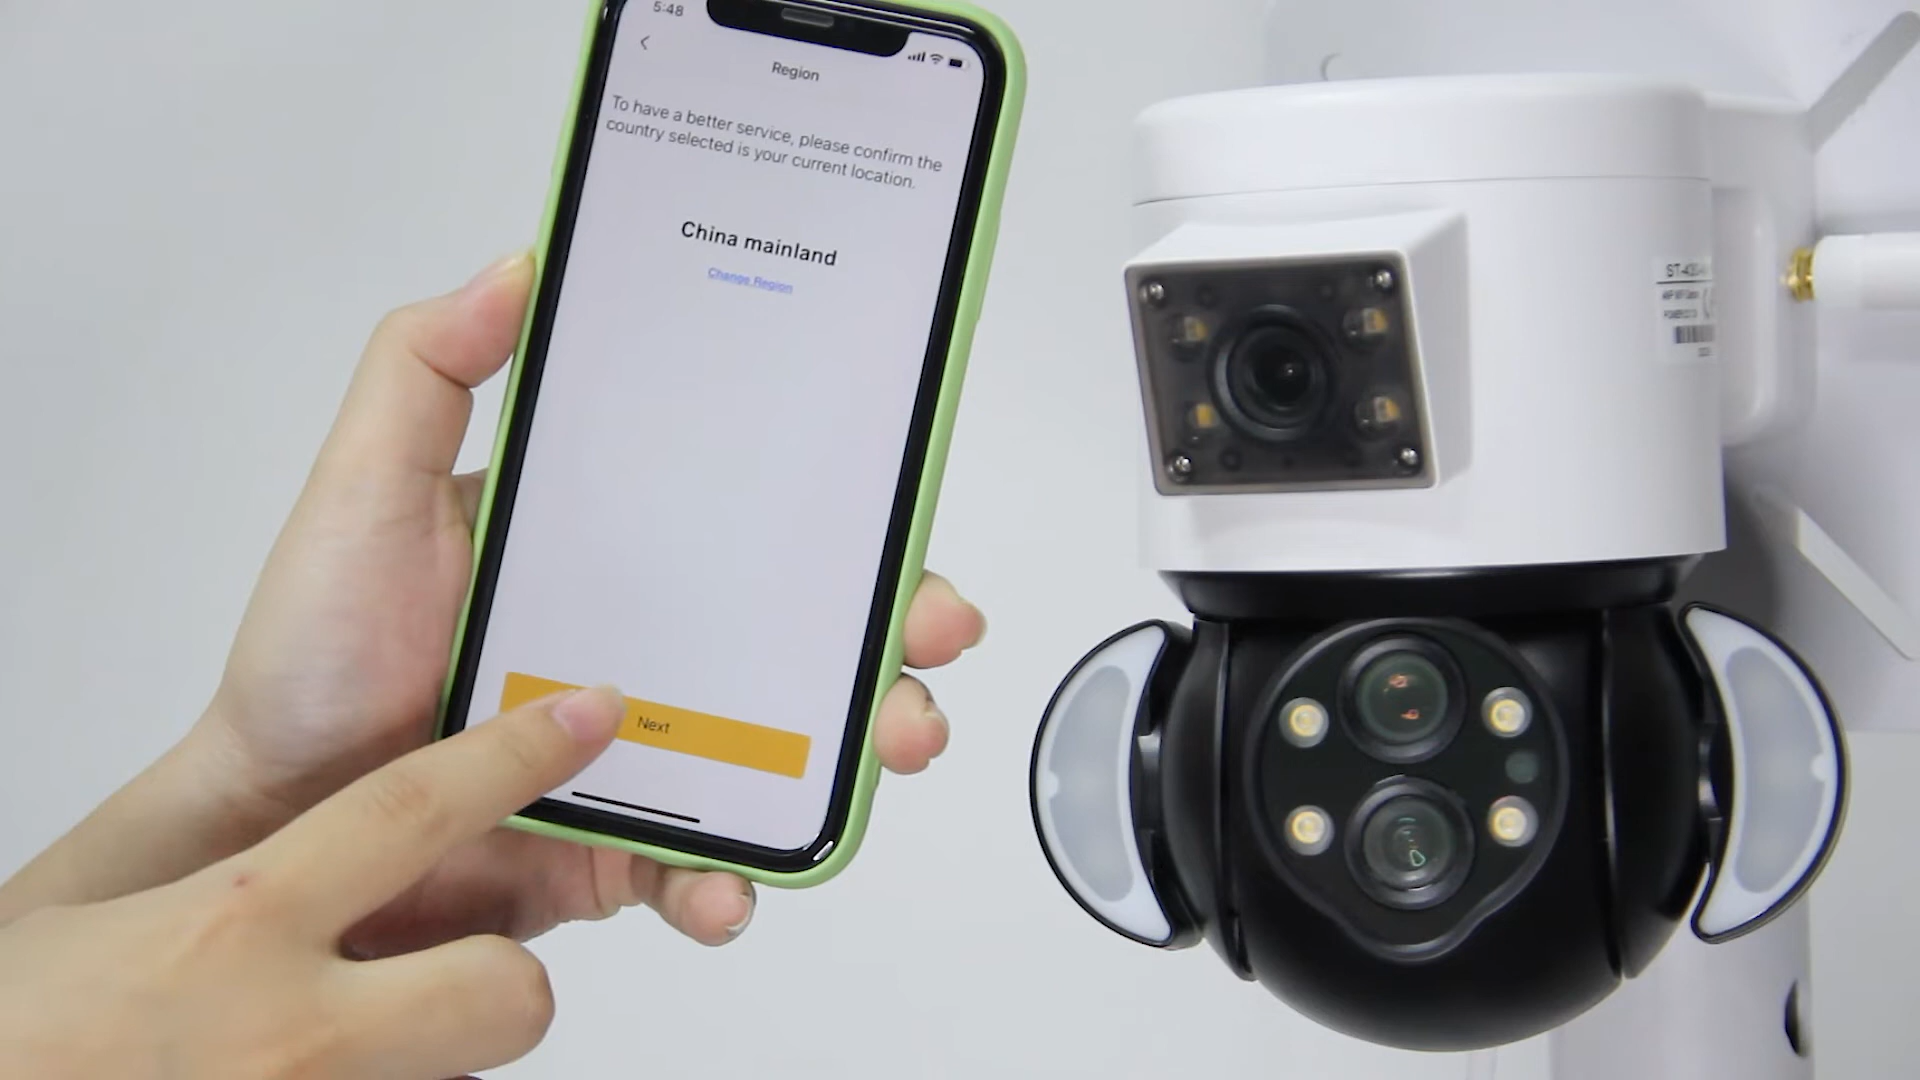 5:48
Region
To have a better service, please confirm the
country selected is your current location.
China mainland
Change Region
Next